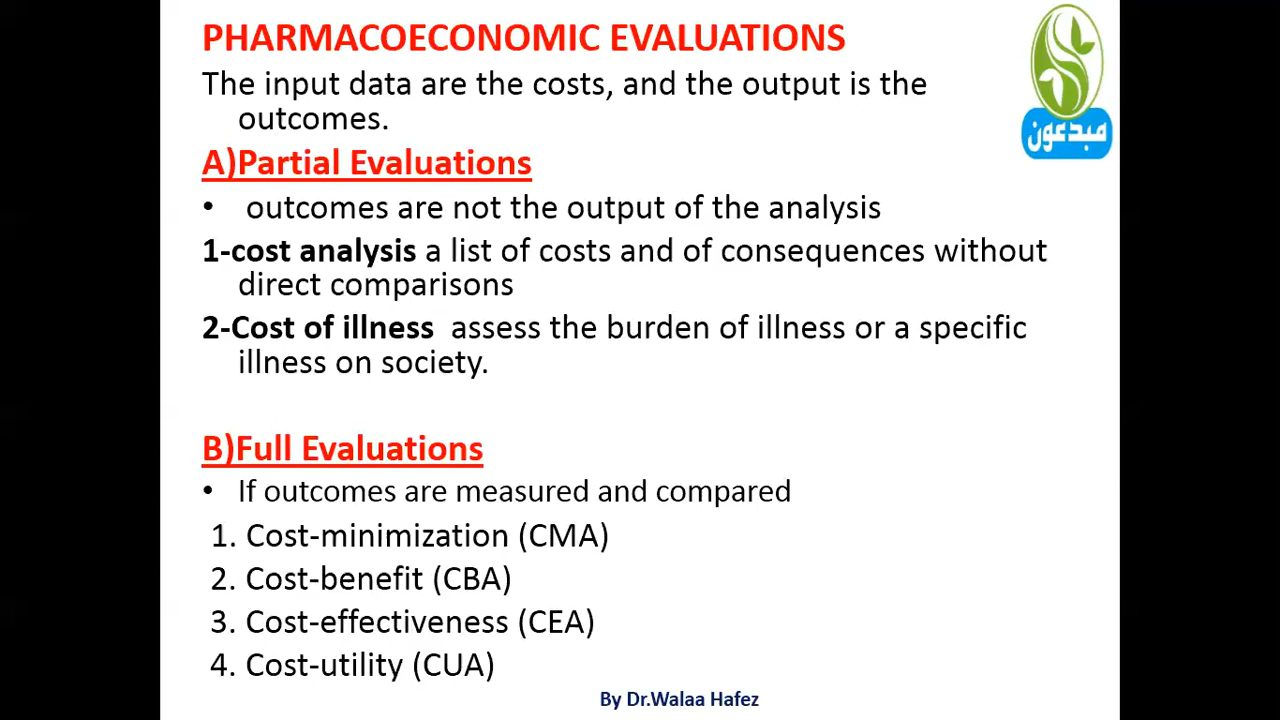 PHARMACOECONOMIC EVALUATIONS
The input data are the costs, and the output is the
outcomes.
مبدعون
A)Partial Evaluations
• outcomes are not the output of the analysis
1-cost analysis a list of costs and of consequences without
direct comparisons
2-Cost of illness assess the burden of illness or a specific
illness on society.
B)Full Evaluations
• If outcomes are measured and compared
1. Cost-minimization (CMA)
2. Cost-benefit (CBA)
3. Cost-effectiveness (CEA)
4. Cost-utility (CUA)
By Dr.Walaa Hafez